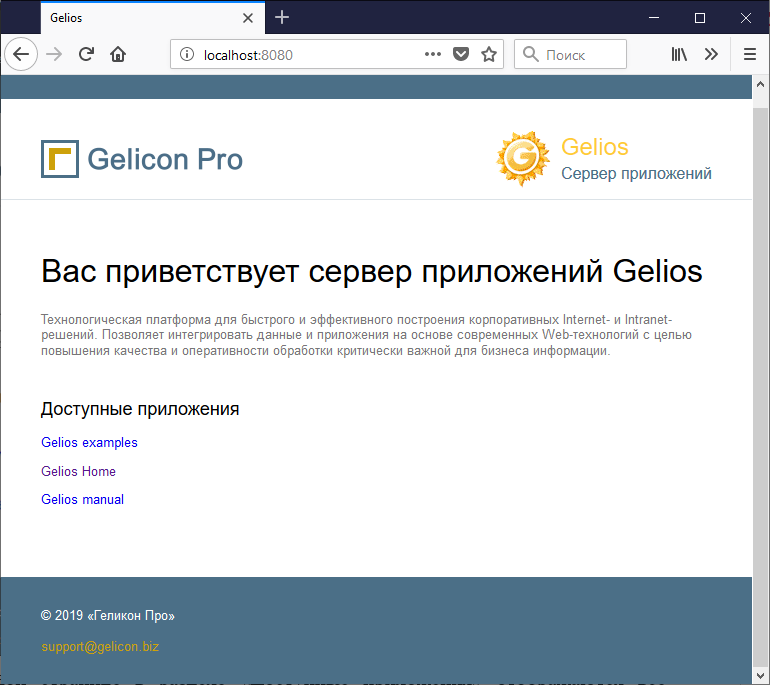 Gelios
localhost:8080
Поиск
Gelicon Pro
Gelios
Сервер приложений
Вас приветствует сервер приложений Gelios
Технологическая платформа для быстрого и эффективного построения корпоративных Internet- и Intranet-
решений. Позволяет интегрировать данные и приложения на основе современных Web-технологий с целью
повышения качества и оперативности обработки критически важной для бизнеса информации.
Доступные приложения
Gelios examples
Gelios Home
Gelios manual
© 2019 «Геликон Про»
support@gelicon.biz